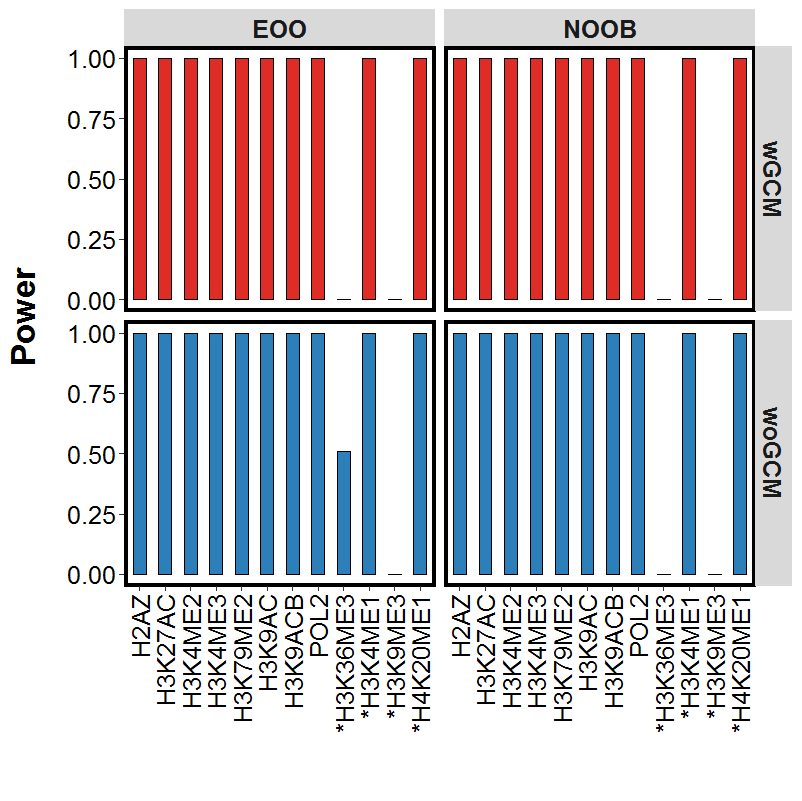 EOO
NOOB
1.00
0.75
0.50
0.25
0.00
wGCM
Power
1.00
0.75
0.50
0.25
0.00
woGCM
H2AZ
H3K27AC
H3K4ME2
H3K4ME3
H3K79ME2
H3K9AC
H3K9ACB
POL2
*H3K36ME3
*H3K4ME1
*H3K9ME3
*H4K20ME1
H2AZ
H3K27AC
H3K4ME2
H3K4ME3
H3K79ME2
H3K9AC
H3K9ACB
POL2
*H3K36ME3
*H3K4ME1
*H3K9ME3
*H4K20ME1